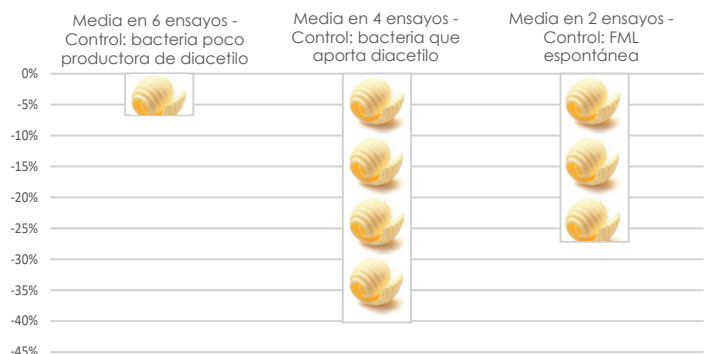 Media en 6 ensayos -
Control: bacteria poco
productora de diacetilo
Media en 4 ensayos -
Control: bacteria que
aporta diacetilo
Media en 2 ensayos -
Control: FML
espontánea
0%
-5%
-10%
-15%
-20%
-25%
-30%
-35%
-40%
-45%